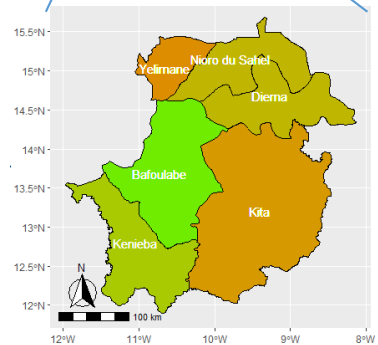 15.5°N
15°N
14.5°N
14°N
13.5°N
13°N
12.5°N
12°N
Yelimane
Nioro du Sahel
Diema
Bafoulabe
Kita
Kenieba
N
100 km
12°W
11°W
10°W
9°W
8°W